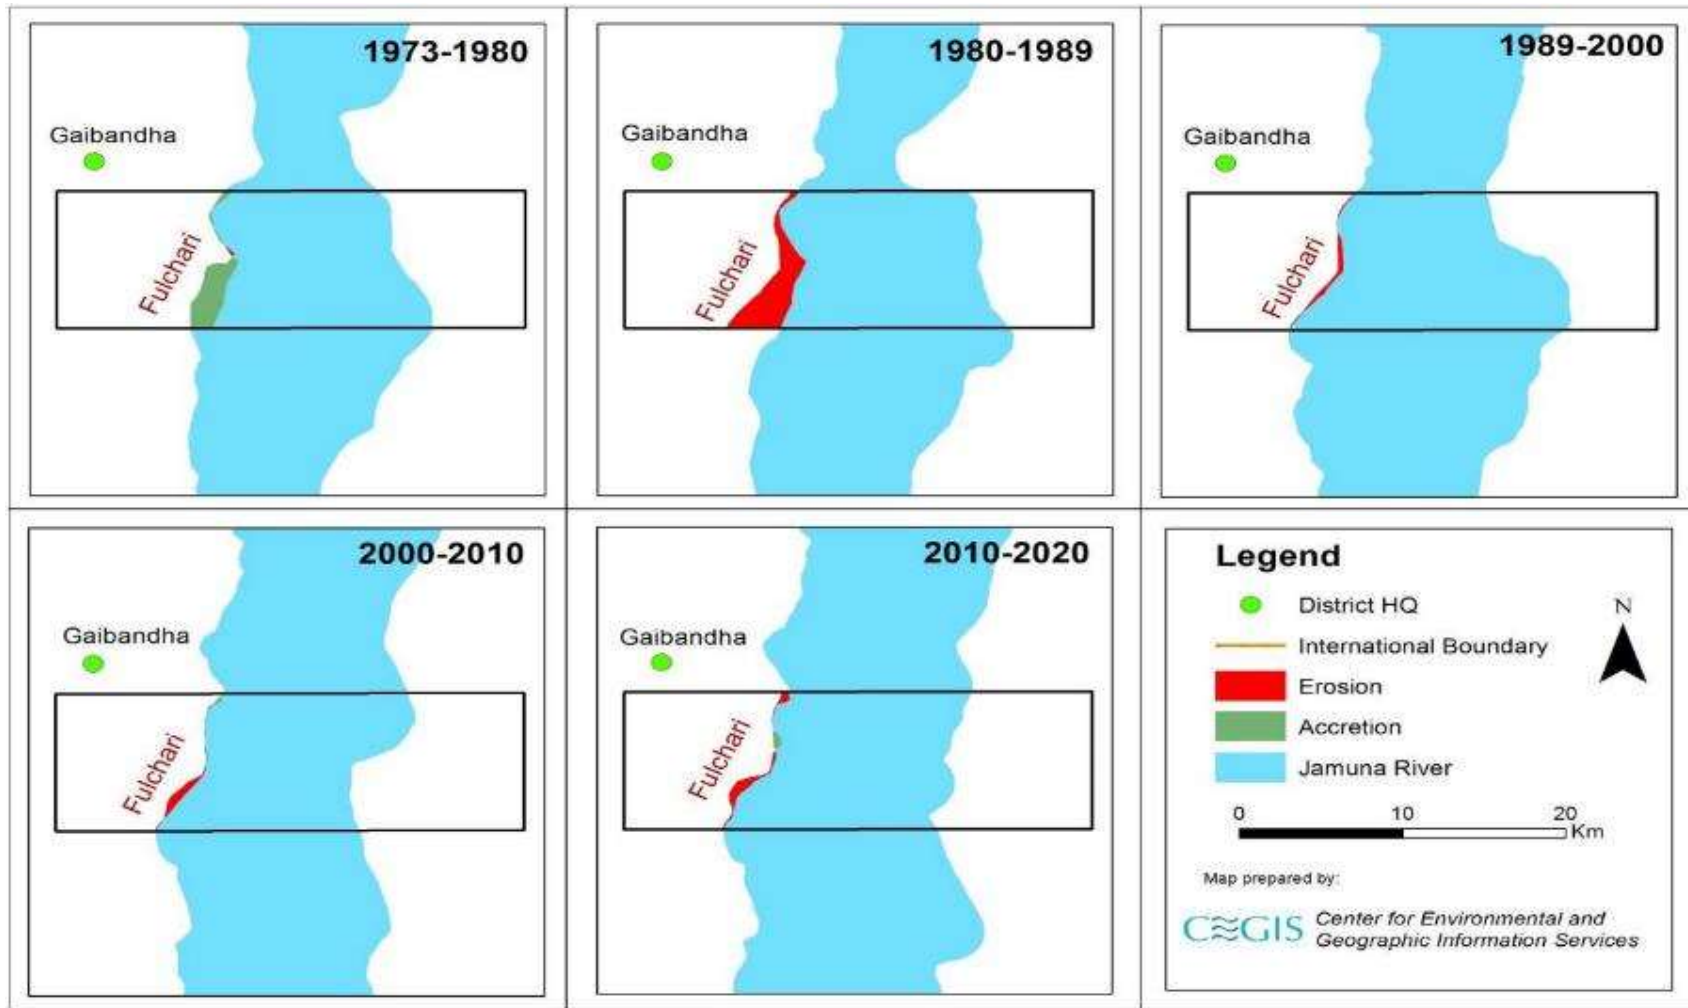 1973-1980
Gaibandha
Fulchari
1980-1989
Gaibandha
Fulchari
1989-2000
Gaibandha
Fulchari
2000-2010
Gaibandha
Fulchari
2010-2020
Gaibandha
Fulchari
Legend
District HQ
International Boundary
Erosion
Accretion
Jamuna River
N
0 10 20
Km
Map prepared by:
CEGIS Center for Environmental and
Geographic Information Services